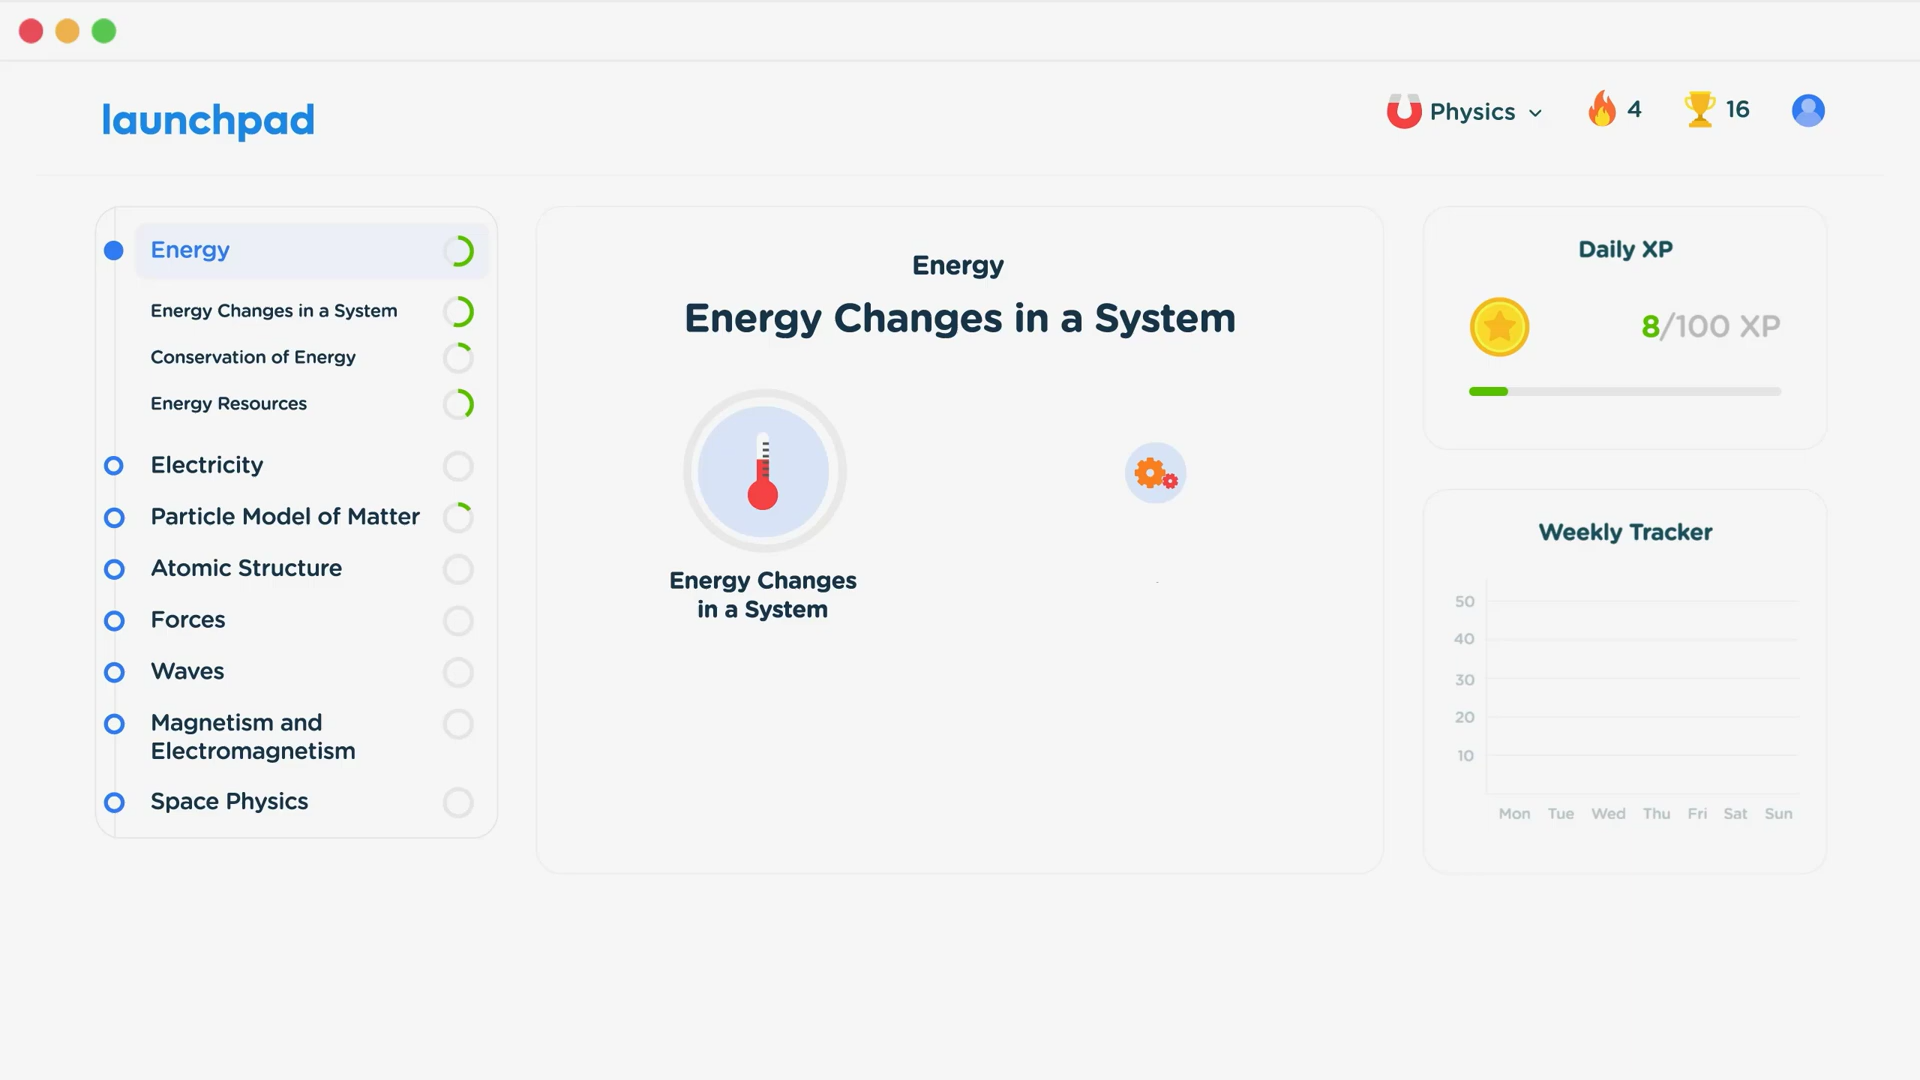 launchpad
Physics
4
16
Energy
Energy Changes in a System
Conservation of Energy
Energy Resources
Electricity
Particle Model of Matter
Atomic Structure
Forces
Waves
Magnetism and
Electromagnetism
Space Physics
Energy
Energy Changes in a System
Energy Changes
in a System
Daily XP
8/100 XP
Weekly Tracker
50
40
30
20
10
Mon Tue Wed Thu Fri Sat Sun